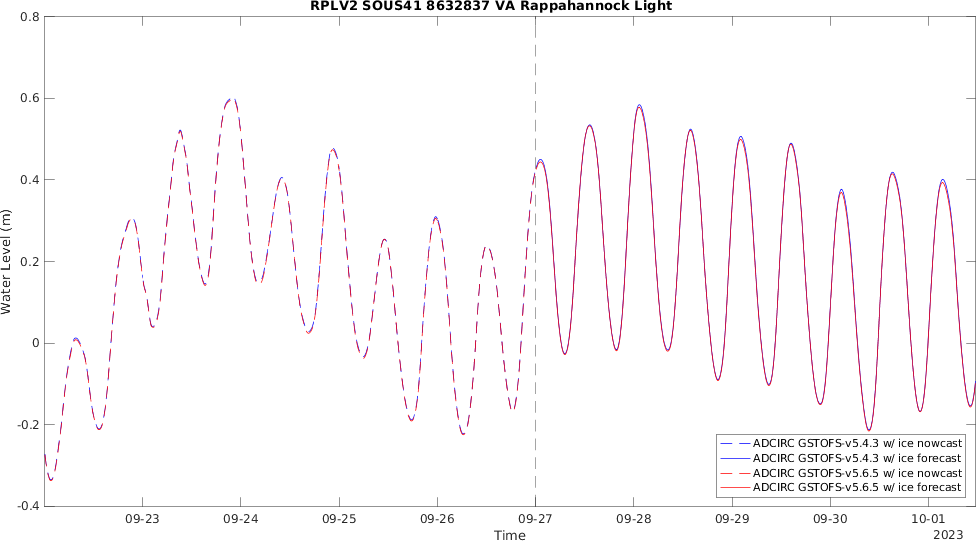 RPLV2 SOUS41 8632837 VA Rappahannock Light
0.8
0.6
0.4
0.2
0
-0.2
-0.4
Water Level (m)
ADCIRC GSTOFS-v5.4.3 w/ ice nowcast
ADCIRC GSTOFS-v5.4.3 w/ ice forecast
ADCIRC GSTOFS-v5.6.5 w/ ice nowcast
ADCIRC GSTOFS-v5.6.5 w/ ice forecast
09-23 09-24 09-25 09-26 09-27 09-28 09-29 09-30 10-01
Time
2023